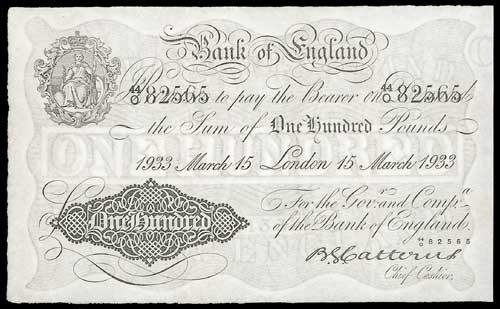 Bank of England
44/O 82565 to pay the Bearer on 44/O 82565
the Sum of One Hundred Pounds
1933 March 15 London 15 March 1933
For the Gov.r and Comp.a
One Hundred
of the Bank of England.
44/O 82565
B.G. Catterns
Chief Cashier.